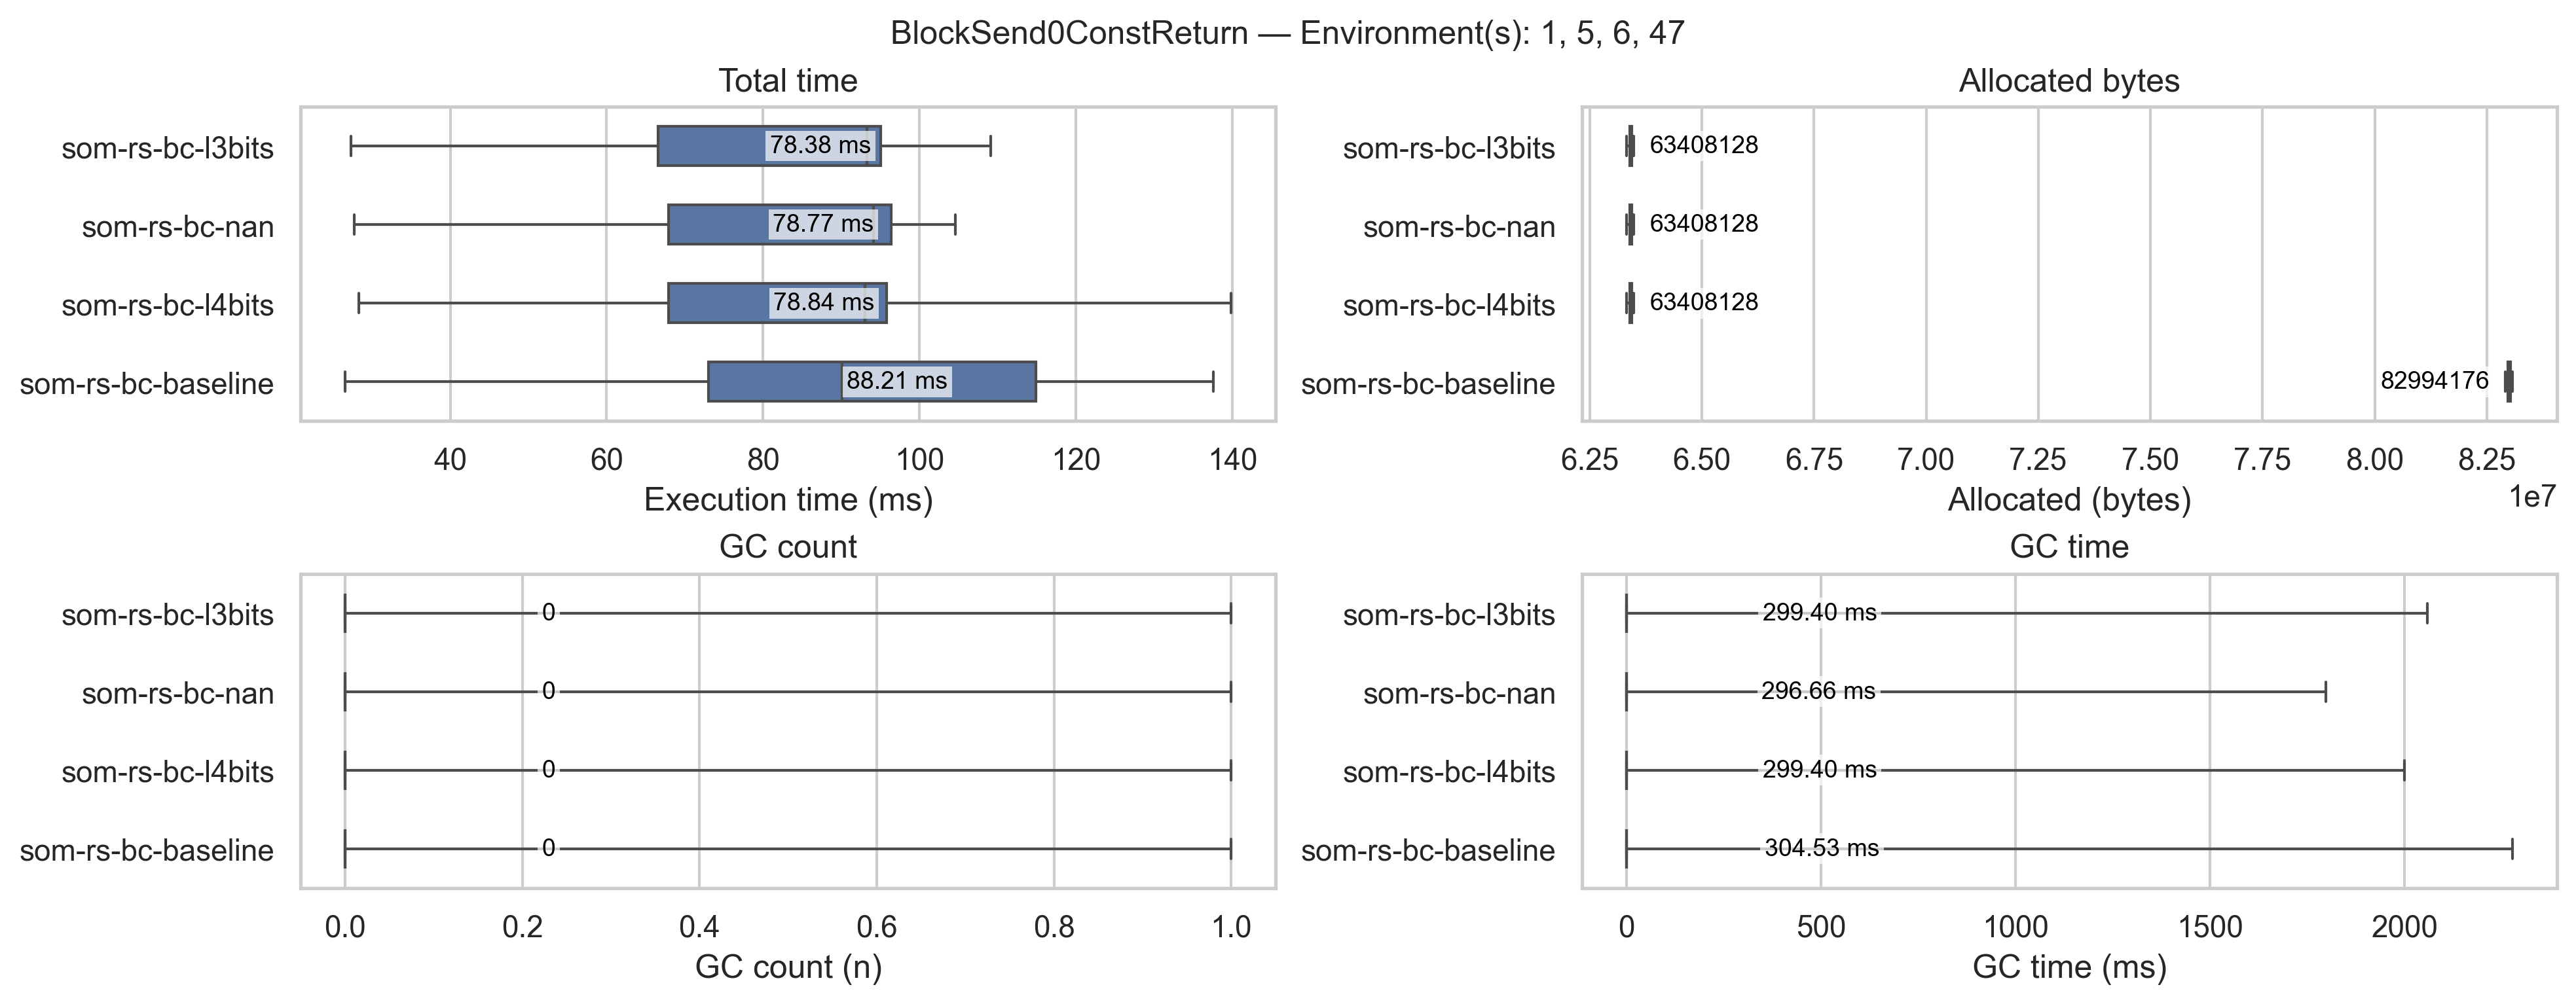 BlockSend0ConstReturn — Environment(s): 1, 5, 6, 47
Total time
som-rs-bc-l3bits
78.38 ms
som-rs-bc-nan
78.77 ms
som-rs-bc-l4bits
78.84 ms
som-rs-bc-baseline
88.21 ms
40 60 80 100 120 140
Execution time (ms)
Allocated bytes
som-rs-bc-l3bits
63408128
som-rs-bc-nan
63408128
som-rs-bc-l4bits
63408128
som-rs-bc-baseline
82994176
6.25 6.50 6.75 7.00 7.25 7.50 7.75 8.00 8.25
1e7
Allocated (bytes)
GC count
som-rs-bc-l3bits
0
som-rs-bc-nan
0
som-rs-bc-l4bits
0
som-rs-bc-baseline
0
0.0 0.2 0.4 0.6 0.8 1.0
GC count (n)
GC time
som-rs-bc-l3bits
299.40 ms
som-rs-bc-nan
296.66 ms
som-rs-bc-l4bits
299.40 ms
som-rs-bc-baseline
304.53 ms
0 500 1000 1500 2000
GC time (ms)